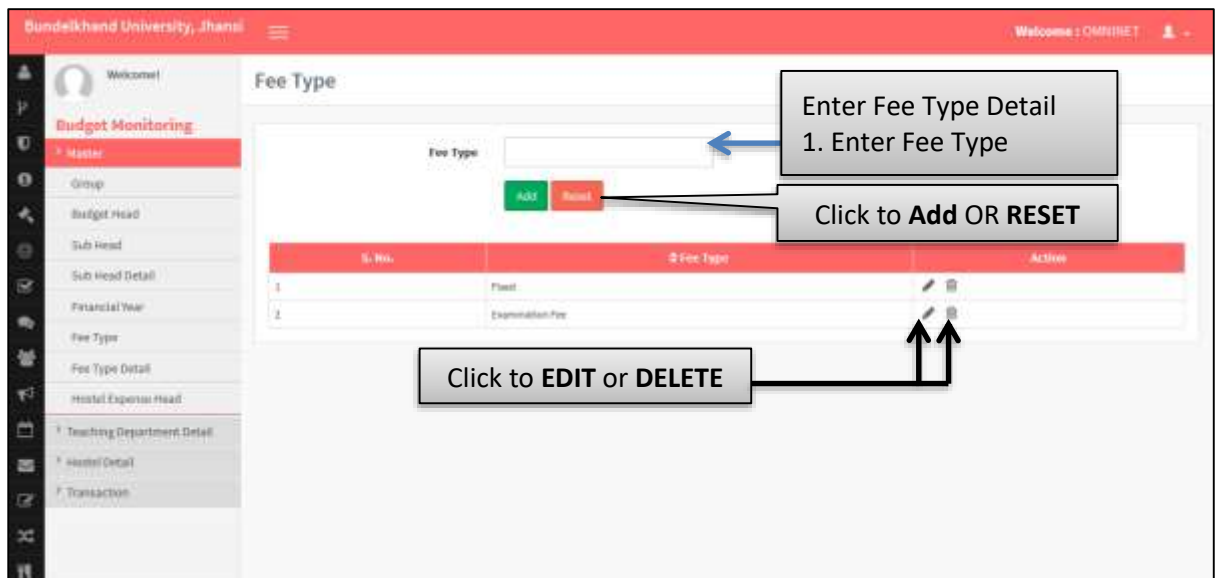 Bundelkhand University, Jhansi
Welcome : OMNINET
Welcome!
Fee Type
Budget Monitoring
Master
Group
Budget Head
Sub Head
Sub Head Detail
Financial Year
Fee Type
Fee Type Detail
Hostel Expense Head
Teaching Department Detail
Hostel Detail
Transaction
Fee Type
Enter Fee Type Detail
1. Enter Fee Type
Add Reset
Click to Add OR RESET
S. No. Fee Type Action
1
2 Examination Fee
Click to EDIT or DELETE